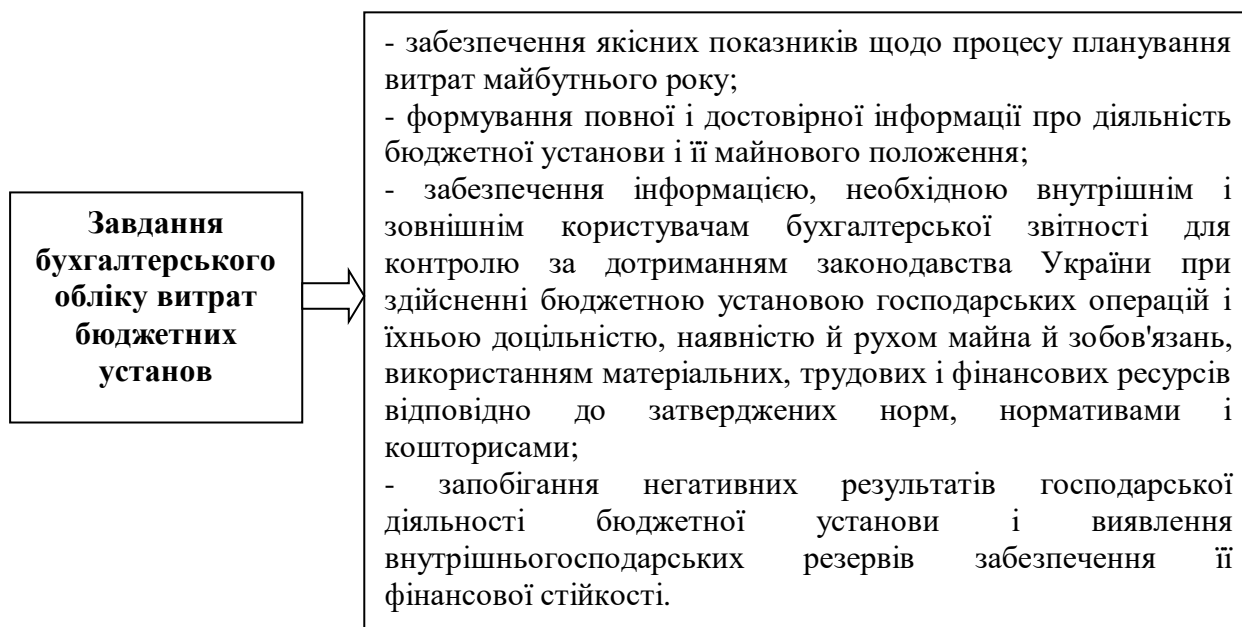 Завдання
бухгалтерського
обліку витрат
бюджетних
установ
- забезпечення якісних показників щодо процесу планування
витрат майбутнього року;
- формування повної і достовірної інформації про діяльність
бюджетної установи і її майнового положення;
- забезпечення інформацією, необхідною внутрішнім і
зовнішнім користувачам бухгалтерської звітності для
контролю за дотриманням законодавства України при
здійсненні бюджетною установою господарських операцій і
їхньою доцільністю, наявністю й рухом майна й зобов'язань,
використанням матеріальних, трудових і фінансових ресурсів
відповідно до затверджених норм, нормативами і
кошторисами;
- запобігання негативних результатів господарської
діяльності бюджетної установи і виявлення
внутрішньогосподарських резервів забезпечення її
фінансової стійкості.